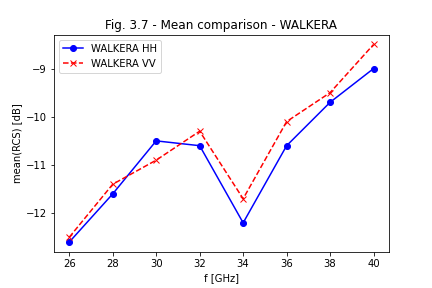 Fig. 3.7 - Mean comparison - WALKERA
WALKERA HH
WALKERA VV
mean(RCS) [dB]
−9
−10
−11
−12
26 28 30 32 34 36 38 40
f [GHz]